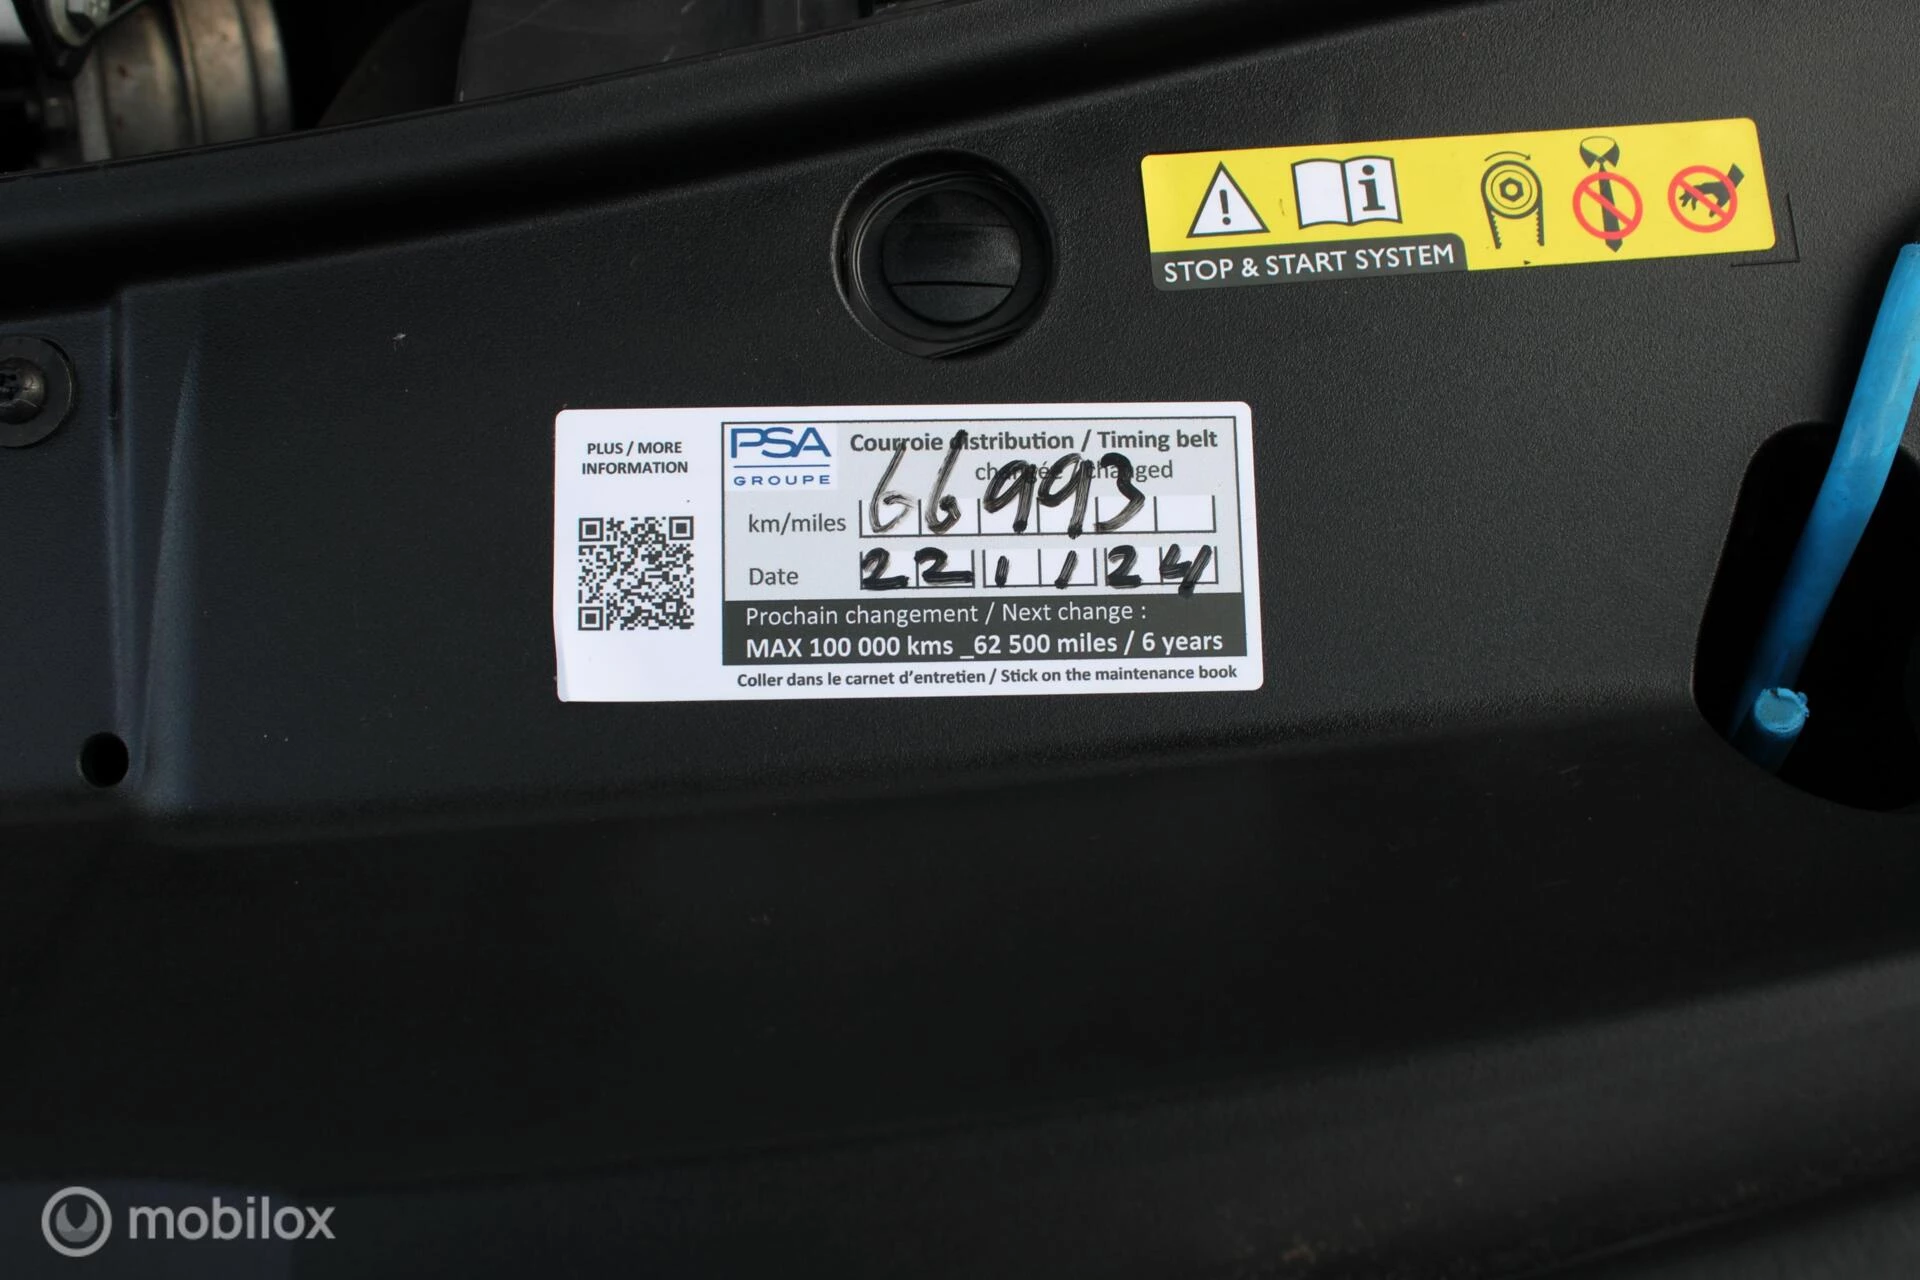 STOP & START SYSTEM
PLUS / MORE
INFORMATION
PSA
GROUPE
Courroie distribution / Timing belt
changée / changed
km/miles 66993
Date 22 1 1 24
Prochain changement / Next change :
MAX 100 000 kms _62 500 miles / 6 years
Coller dans le carnet d'entretien / Stick on the maintenance book
mobilox